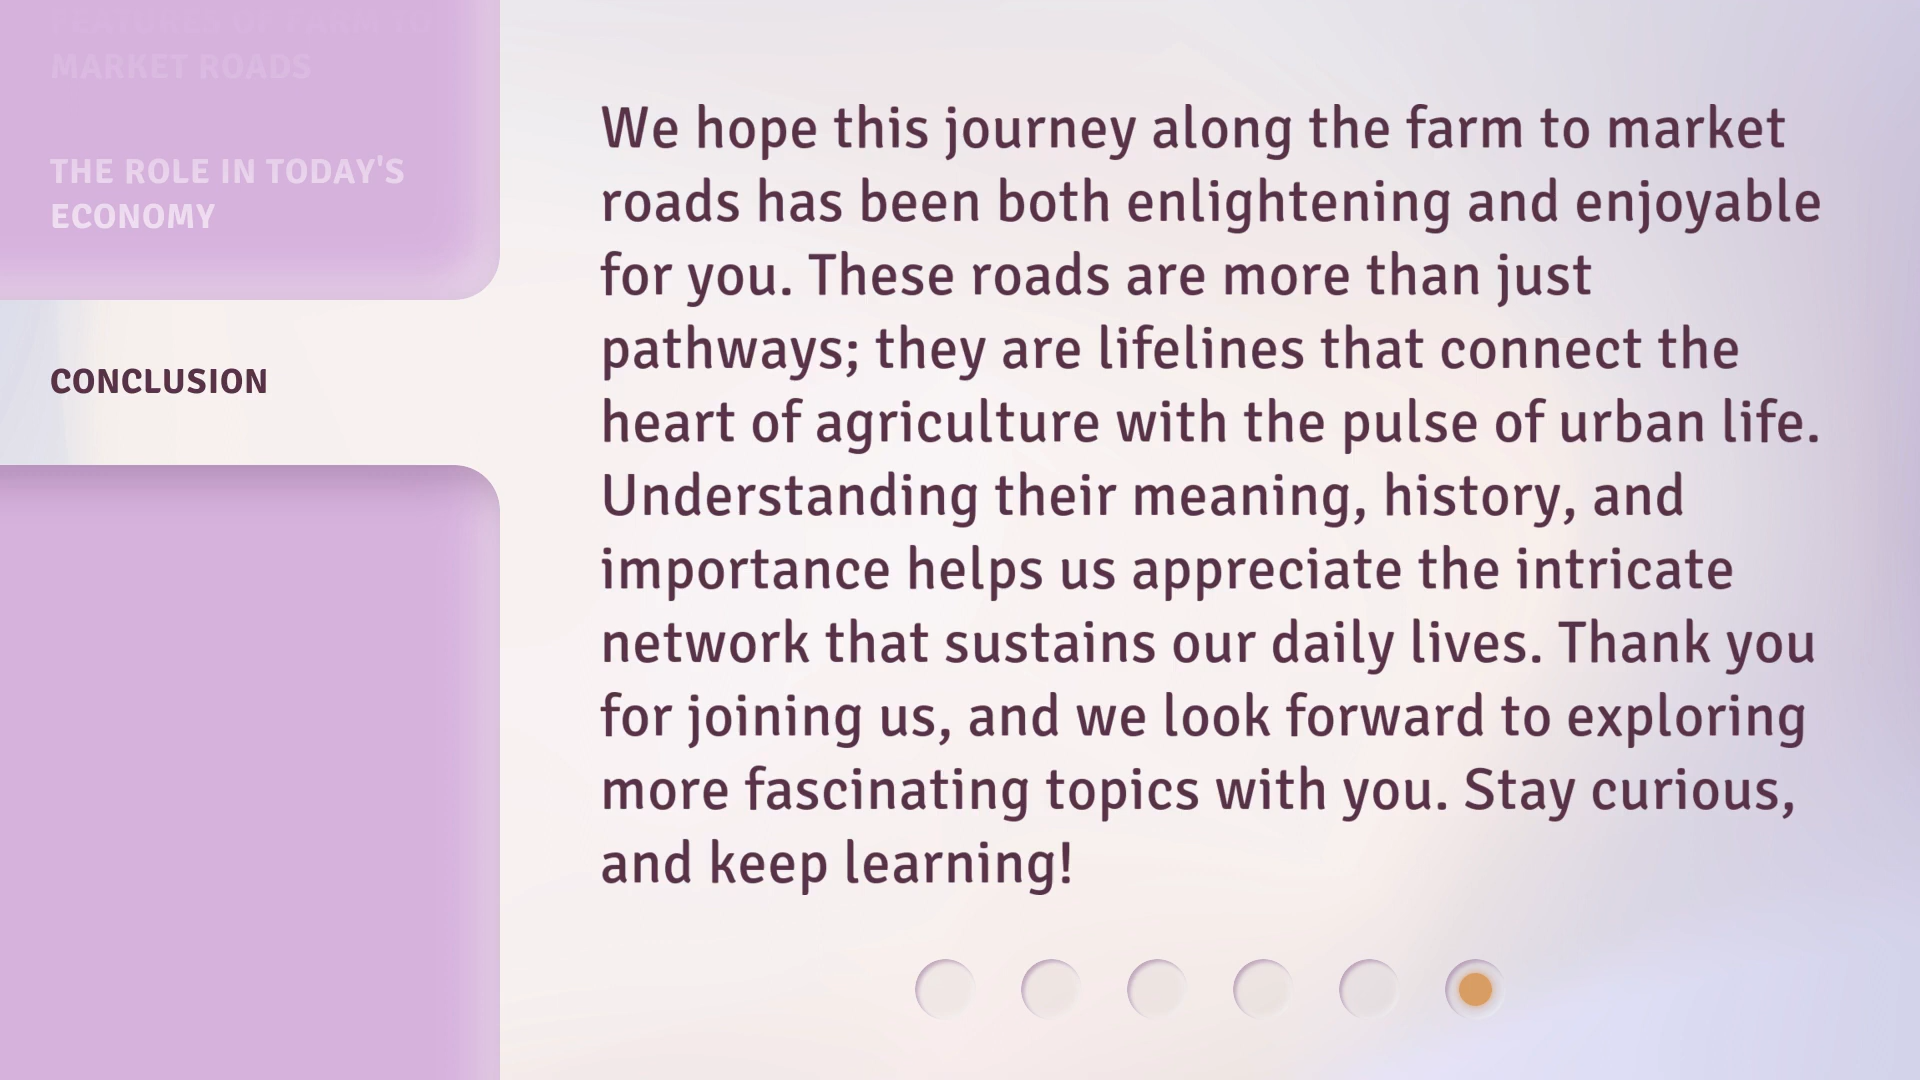 FEATURES OF FARM TO
MARKET ROADS
THE ROLE IN TODAY'S
ECONOMY
CONCLUSION
We hope this journey along the farm to market
roads has been both enlightening and enjoyable
for you. These roads are more than just
pathways; they are lifelines that connect the
heart of agriculture with the pulse of urban life.
Understanding their meaning, history, and
importance helps us appreciate the intricate
network that sustains our daily lives. Thank you
for joining us, and we look forward to exploring
more fascinating topics with you. Stay curious,
and keep learning!